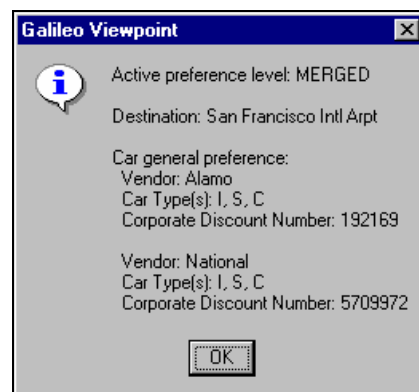 Galileo Viewpoint
Active preference level: MERGED
Destination: San Francisco Intl Arpt
Car general preference:
Vendor: Alamo
Car Type(s): I, S, C
Corporate Discount Number: 192169
Vendor: National
Car Type(s): I, S, C
Corporate Discount Number: 5709972
OK